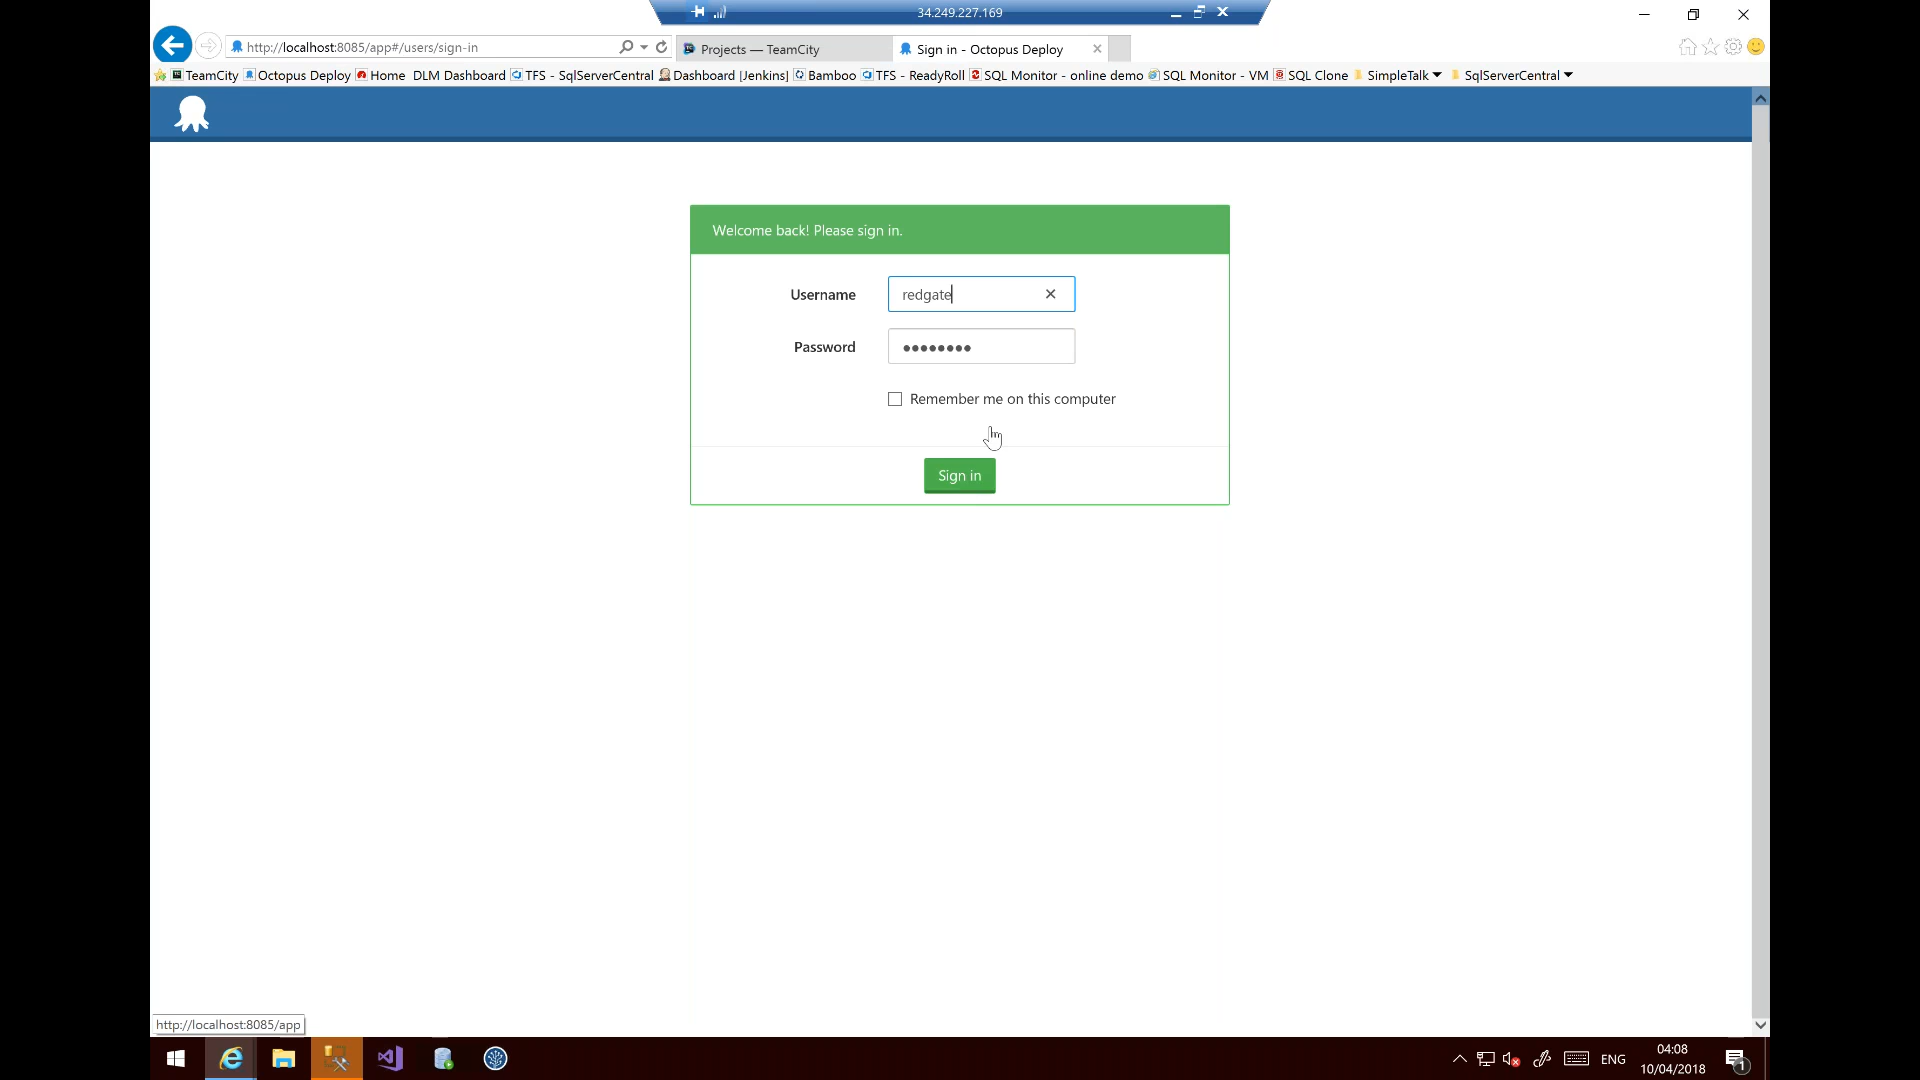 34.249.227.169
http://localhost:8085/app#/users/sign-in
Projects — TeamCity
Sign in - Octopus Deploy
TeamCity Octopus Deploy Home DLM Dashboard TFS - SqlServerCentral Dashboard [Jenkins] Bamboo TFS - ReadyRoll SQL Monitor - online demo SQL Monitor - VM SQL Clone SimpleTalk SqlServerCentral
Welcome back! Please sign in.
Username redgate
Password
Remember me on this computer
Sign in
http://localhost:8085/app
ENG
04:08
10/04/2018
1